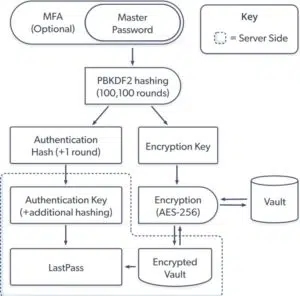 MFA
(Optional)
Master
Password
Key
= Server Side
PBKDF2 hashing
(100,100 rounds)
Authentication
Hash (+1 round)
Encryption Key
Authentication Key
(+additional hashing)
Encryption
(AES-256)
Vault
LastPass
Encrypted
Vault